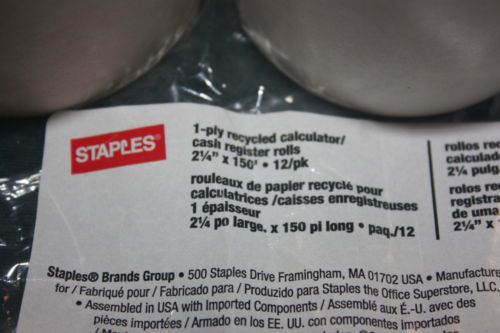 STAPLES
1-ply recycled calculator/
cash register rolls
2¼" x 150' • 12/pk
rouleaux de papier recyclé pour
calculatrices /caisses enregistreuses
1 épaisseur
2¼ po large. x 150 pi long • paq./12
rollos
calculad
2¼ pulg.
rolos
registra
de uma
2¼" x
Staples® Brands Group • 500 Staples Drive Framingham, MA 01702 USA • Manufacture
for / Fabriqué pour / Fabricado para / Produzido para Staples the Office Superstore, LLC.
• Assembled in USA with Imported Components / Assemblé aux É.-U. avec des
pièces importées / Armado en los EE. UU. con componentes importados